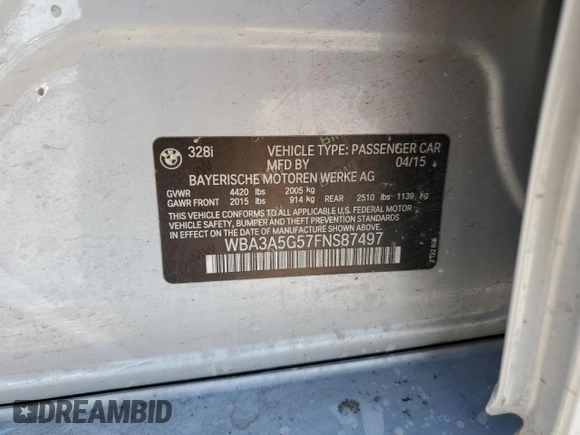 328i VEHICLE TYPE: PASSENGER CAR
MFD BY 04/15
BAYERISCHE MOTOREN WERKE AG
GVWR 4420 lbs 2005 kg
GAWR FRONT 2015 lbs 914 kg REAR 2510 lbs 1139 kg
THIS VEHICLE CONFORMS TO ALL APPLICABLE U.S. FEDERAL MOTOR
VEHICLE SAFETY, BUMPER, AND THEFT PREVENTION STANDARDS
IN EFFECT ON THE DATE OF MANUFACTURE SHOWN ABOVE.
WBA3A5G57FNS87497
DREAMBID